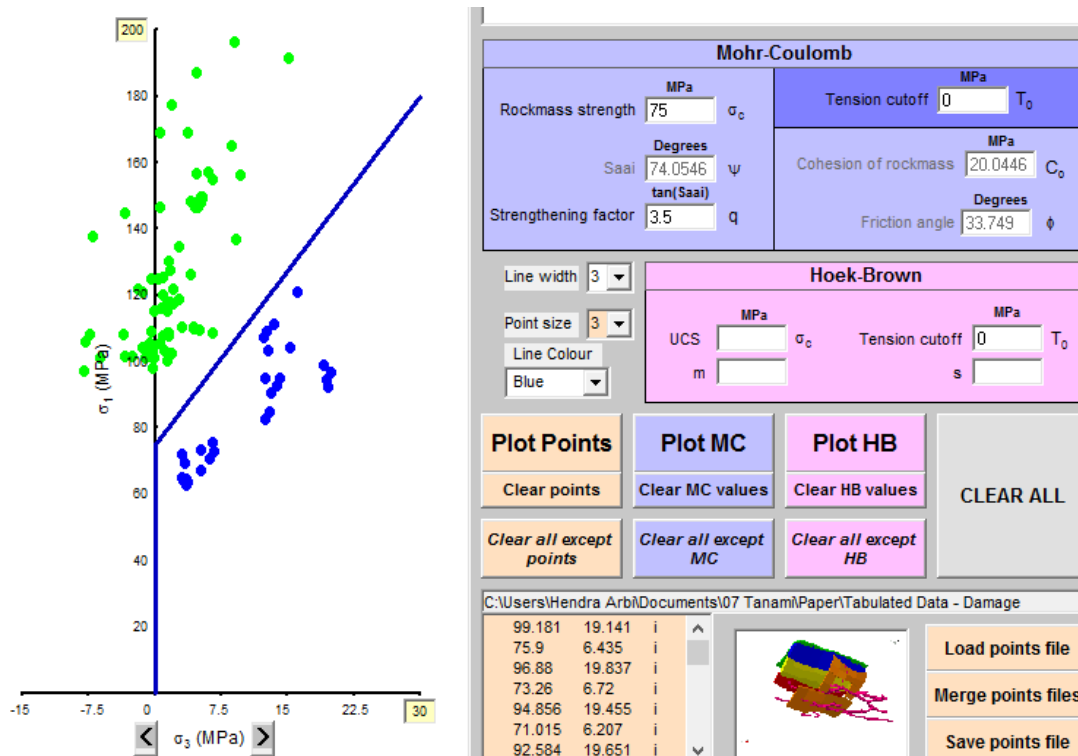 200
180
160
140
120
100
80
60
40
20
σ1 (MPa)
-15 -7.5 0 7.5 15 22.5 30
< σ3 (MPa) >
Mohr-Coulomb
MPa
Rockmass strength 75 σc
Degrees
Saai 74.0546 ψ
tan(Saai)
Strengthening factor 3.5 q
MPa
Tension cutoff 0 T0
MPa
Cohesion of rockmass 20.0446 Co
Degrees
Friction angle 33.749 ϕ
Line width 3
Point size 3
Line Colour
Blue
Hoek-Brown
MPa MPa
UCS σc Tension cutoff 0 T0
m s
Plot Points Plot MC Plot HB
Clear points Clear MC values Clear HB values
CLEAR ALL
Clear all except points
Clear all except MC
Clear all except HB
C:\Users\Hendra Arbi\Documents\07 Tanami\Paper\Tabulated Data - Damage
99.181 19.141 i
75.9 6.435 i
96.88 19.837 i
73.26 6.72 i
94.856 19.455 i
71.015 6.207 i
92.584 19.651 i
Load points file
Merge points files
Save points file